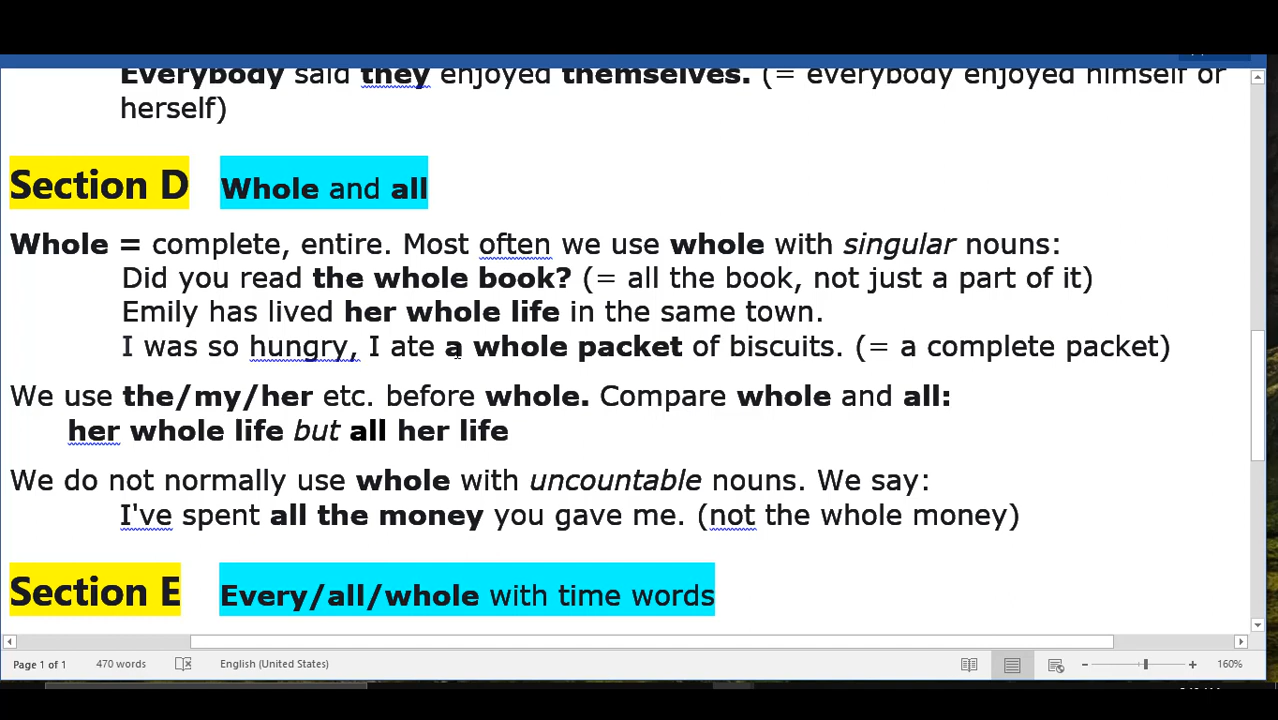 Everybody said they enjoyed themselves. (= everybody enjoyed himself or
herself)
Section D Whole and all
Whole = complete, entire. Most often we use whole with singular nouns:
Did you read the whole book? (= all the book, not just a part of it)
Emily has lived her whole life in the same town.
I was so hungry, I ate a whole packet of biscuits. (= a complete packet)
We use the/my/her etc. before whole. Compare whole and all:
her whole life but all her life
We do not normally use whole with uncountable nouns. We say:
I've spent all the money you gave me. (not the whole money)
Section E Every/all/whole with time words
Page 1 of 1 470 words English (United States) 160%